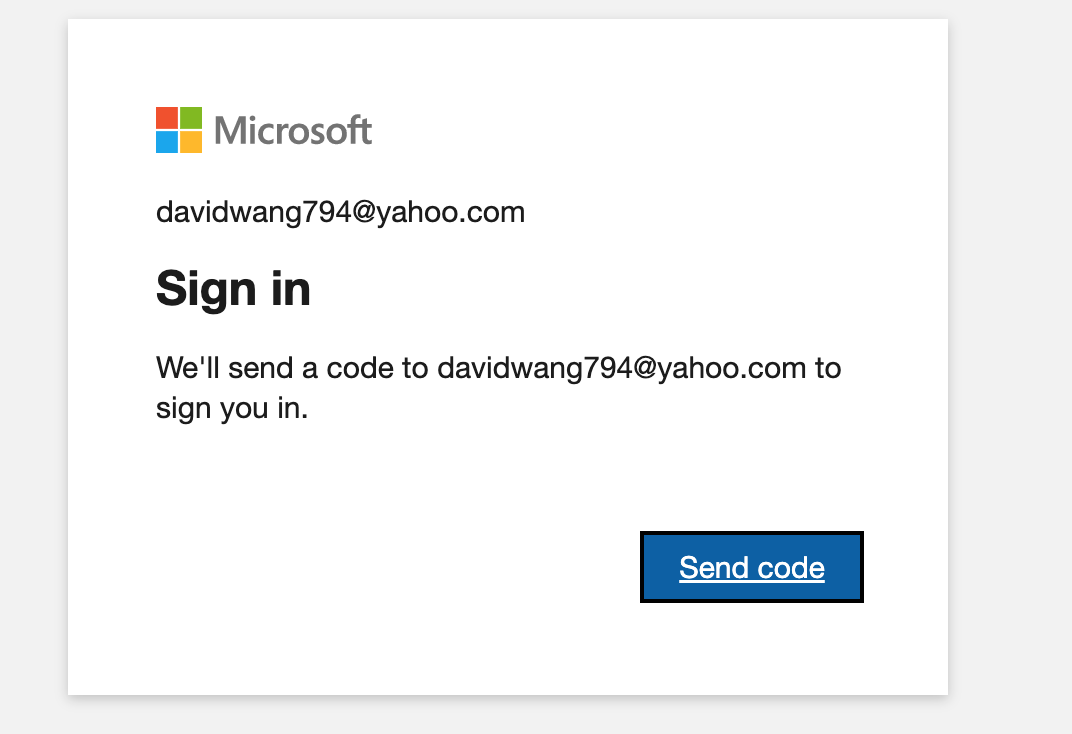 Microsoft
davidwang794@yahoo.com
Sign in
We'll send a code to davidwang794@yahoo.com to
sign you in.
Send code